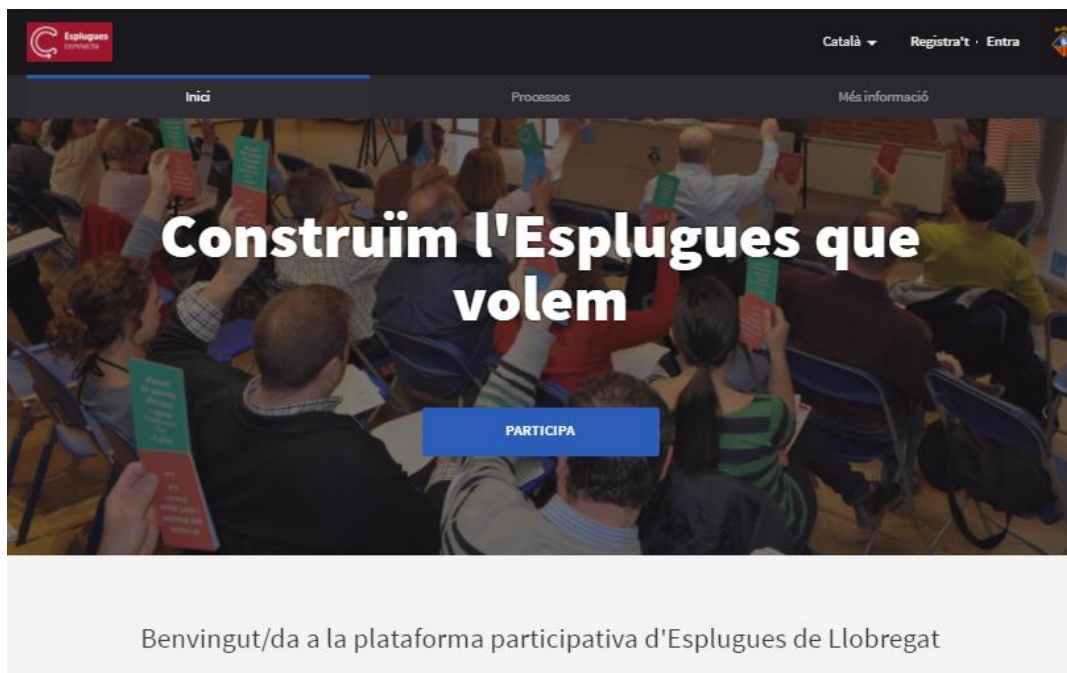 Esplugues
connecta
Català
Registra't · Entra
Inici
Processos
Més informació
Construïm l'Esplugues que
volem
PARTICIPA
Benvingut/da a la plataforma participativa d'Esplugues de Llobregat